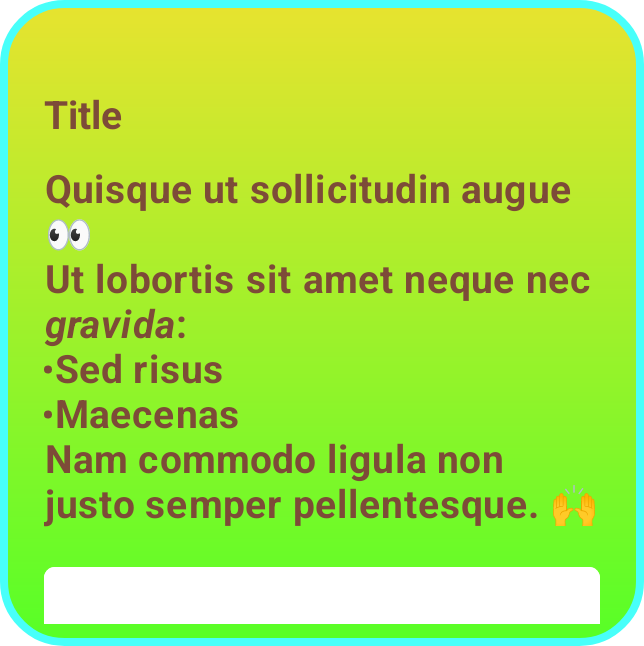 Title
Quisque ut sollicitudin augue
👀
Ut lobortis sit amet neque nec
gravida:
•Sed risus
•Maecenas
Nam commodo ligula non
justo semper pellentesque. 🙌